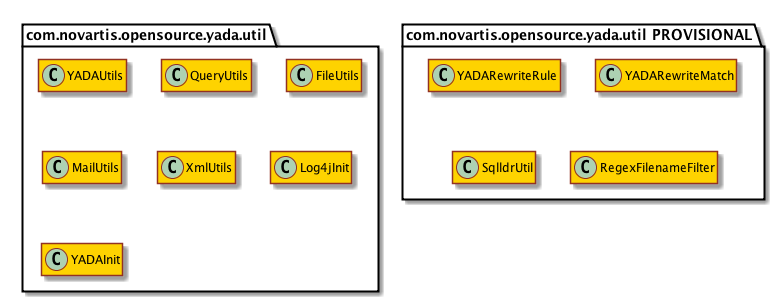 com.novartis.opensource.yada.util
C YADAUtils
C QueryUtils
C FileUtils
C MailUtils
C XmlUtils
C Log4jInit
C YADAInit
com.novartis.opensource.yada.util PROVISIONAL
C YADARewriteRule
C YADARewriteMatch
C SqlldrUtil
C RegexFilenameFilter